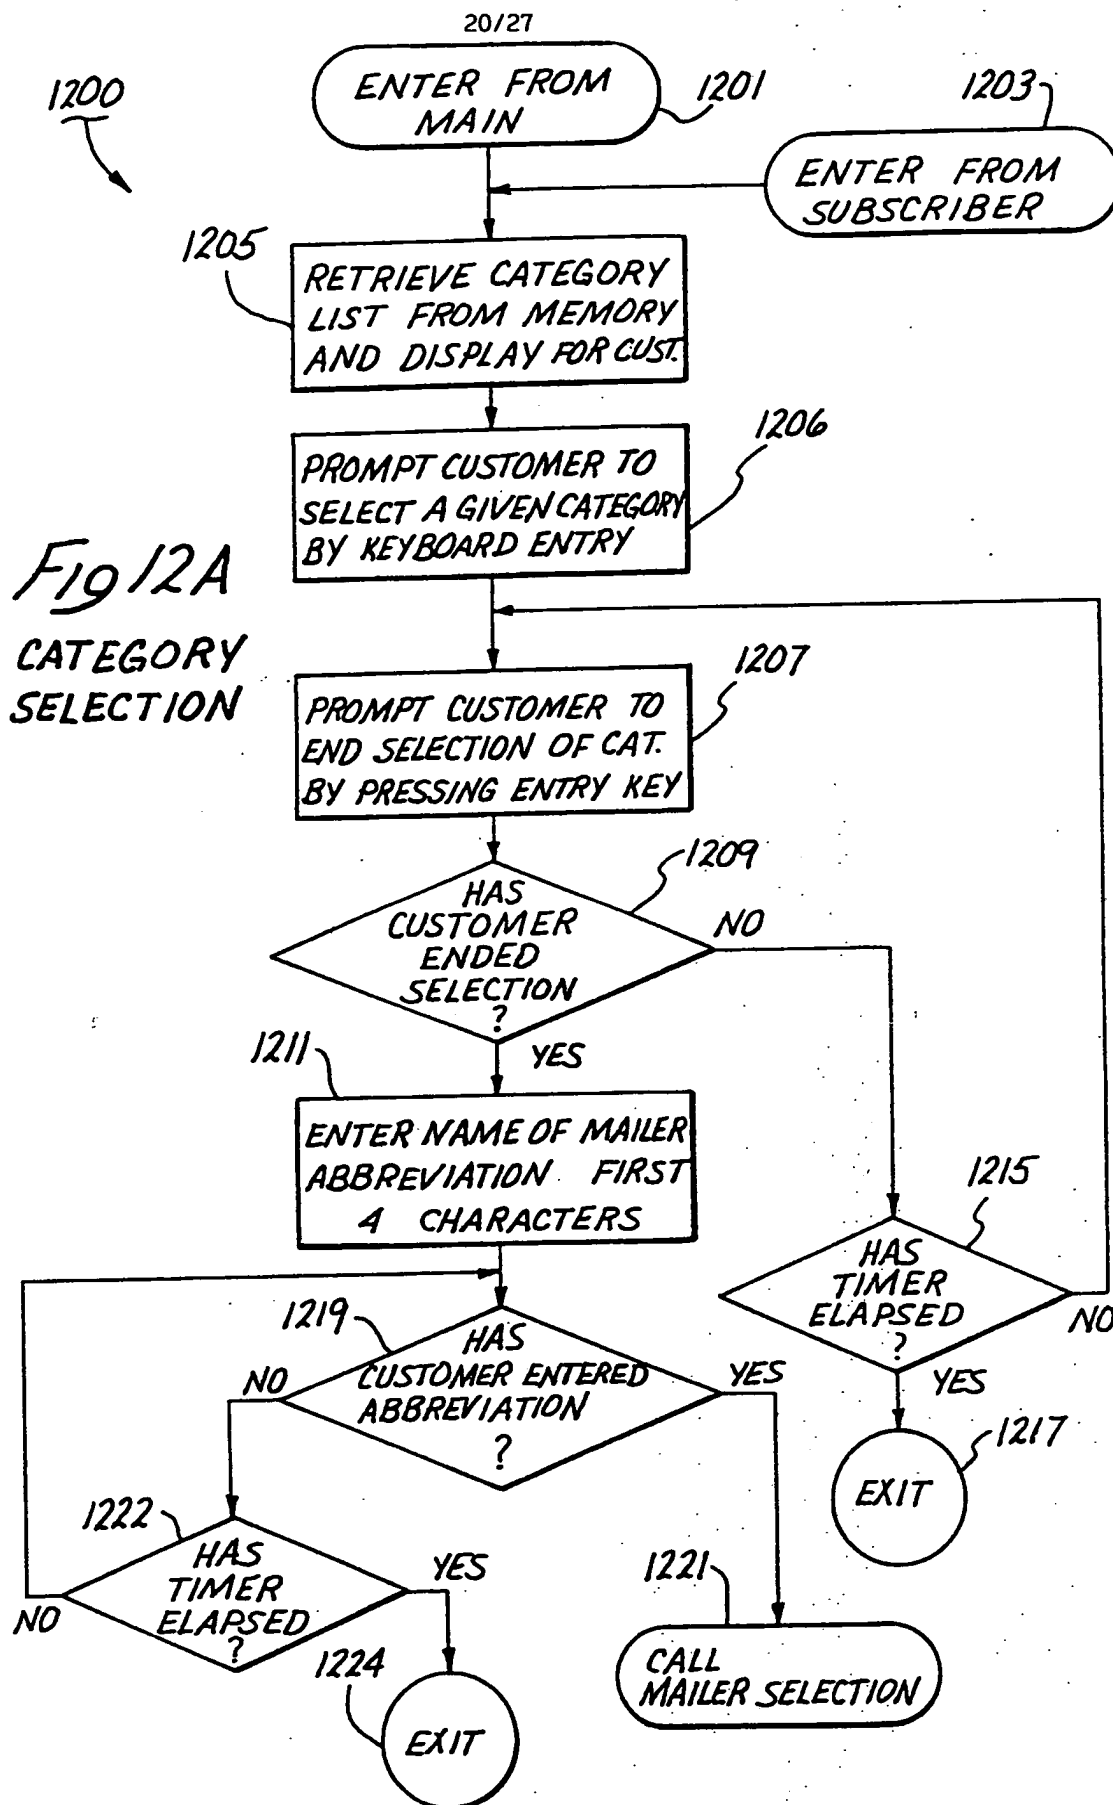 20/27
1200
ENTER FROM
MAIN
1201
1203
ENTER FROM
SUBSCRIBER
1205
RETRIEVE CATEGORY
LIST FROM MEMORY
AND DISPLAY FOR CUST.
1206
PROMPT CUSTOMER TO
SELECT A GIVEN CATEGORY
BY KEYBOARD ENTRY
Fig 12A
CATEGORY
SELECTION
1207
PROMPT CUSTOMER TO
END SELECTION OF CAT.
BY PRESSING ENTRY KEY
1209
HAS
CUSTOMER
ENDED
SELECTION
?
NO
YES
1211
ENTER NAME OF MAILER
ABBREVIATION FIRST
4 CHARACTERS
1215
HAS
TIMER
ELAPSED
?
NO
YES
1217
EXIT
1219
HAS
CUSTOMER ENTERED
ABBREVIATION
?
NO
YES
1222
HAS
TIMER
ELAPSED
?
NO
YES
1224
EXIT
1221
CALL
MAILER SELECTION